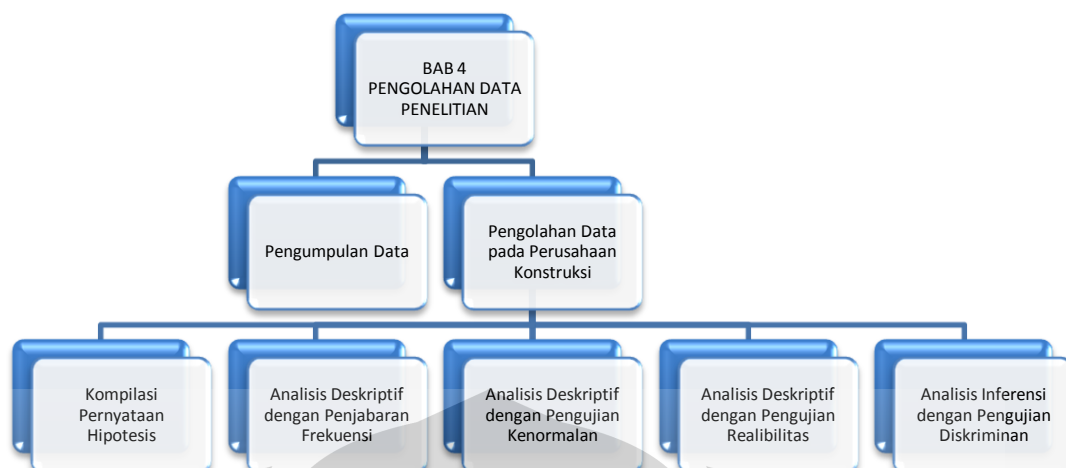 BAB 4
PENGOLAHAN DATA
PENELITIAN
Pengumpulan Data
Pengolahan Data
pada Perusahaan
Konstruksi
Kompilasi
Pernyataan
Hipotesis
Analisis Deskriptif
dengan Penjabaran
Frekuensi
Analisis Deskriptif
dengan Pengujian
Kenormalan
Analisis Deskriptif
dengan Pengujian
Realibilitas
Analisis Inferensi
dengan Pengujian
Diskriminan